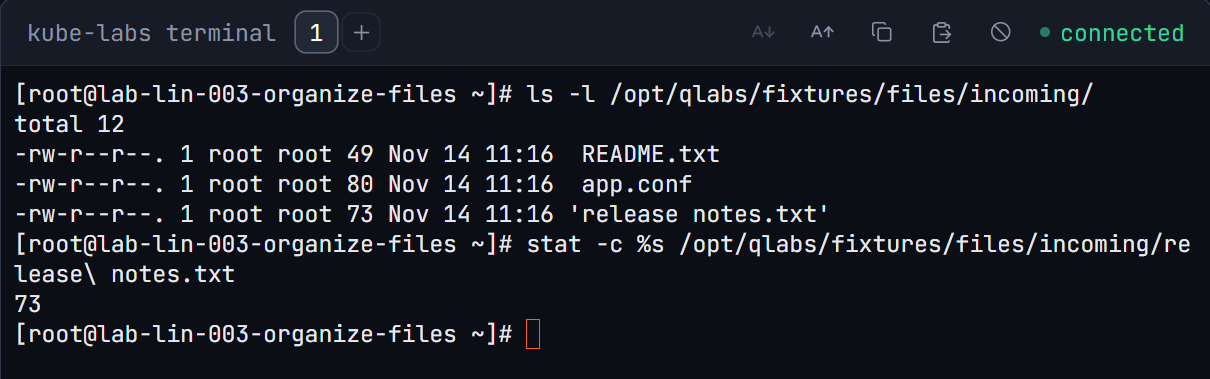 kube-labs terminal 1 + A↓ A↑ connected
[root@lab-lin-003-organize-files ~]# ls -l /opt/qlabs/fixtures/files/incoming/
total 12
-rw-r--r--. 1 root root 49 Nov 14 11:16  README.txt
-rw-r--r--. 1 root root 80 Nov 14 11:16  app.conf
-rw-r--r--. 1 root root 73 Nov 14 11:16 'release notes.txt'
[root@lab-lin-003-organize-files ~]# stat -c %s /opt/qlabs/fixtures/files/incoming/re
lease\ notes.txt
73
[root@lab-lin-003-organize-files ~]#